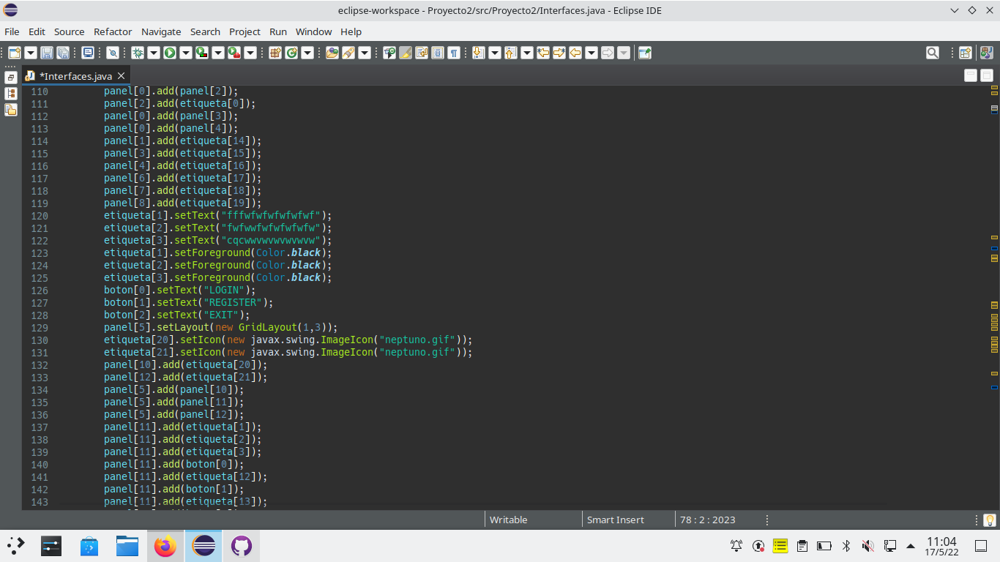 eclipse-workspace - Proyecto2/src/Proyecto2/Interfaces.java - Eclipse IDE
File Edit Source Refactor Navigate Search Project Run Window Help
*Interfaces.java
110 panel[0].add(panel[2]);
111 panel[2].add(etiqueta[0]);
112 panel[0].add(panel[3]);
113 panel[0].add(panel[4]);
114 panel[1].add(etiqueta[14]);
115 panel[3].add(etiqueta[15]);
116 panel[4].add(etiqueta[16]);
117 panel[6].add(etiqueta[17]);
118 panel[7].add(etiqueta[18]);
119 panel[8].add(etiqueta[19]);
120 etiqueta[1].setText("fffwfwfwfwfwfwf");
121 etiqueta[2].setText("fwfwwfwfwfwfwfw");
122 etiqueta[3].setText("cqcwwvwvwvwvwvw");
123 etiqueta[1].setForeground(Color.black);
124 etiqueta[2].setForeground(Color.black);
125 etiqueta[3].setForeground(Color.black);
126 boton[0].setText("LOGIN");
127 boton[1].setText("REGISTER");
128 boton[2].setText("EXIT");
129 panel[5].setLayout(new GridLayout(1,3));
130 etiqueta[20].setIcon(new javax.swing.ImageIcon("neptuno.gif"));
131 etiqueta[21].setIcon(new javax.swing.ImageIcon("neptuno.gif"));
132 panel[10].add(etiqueta[20]);
133 panel[12].add(etiqueta[21]);
134 panel[5].add(panel[10]);
135 panel[5].add(panel[11]);
136 panel[5].add(panel[12]);
137 panel[11].add(etiqueta[1]);
138 panel[11].add(etiqueta[2]);
139 panel[11].add(etiqueta[3]);
140 panel[11].add(boton[0]);
141 panel[11].add(etiqueta[12]);
142 panel[11].add(boton[1]);
143 panel[11].add(etiqueta[13]);
Writable Smart Insert 78 : 2 : 2023
11:04
17/5/22